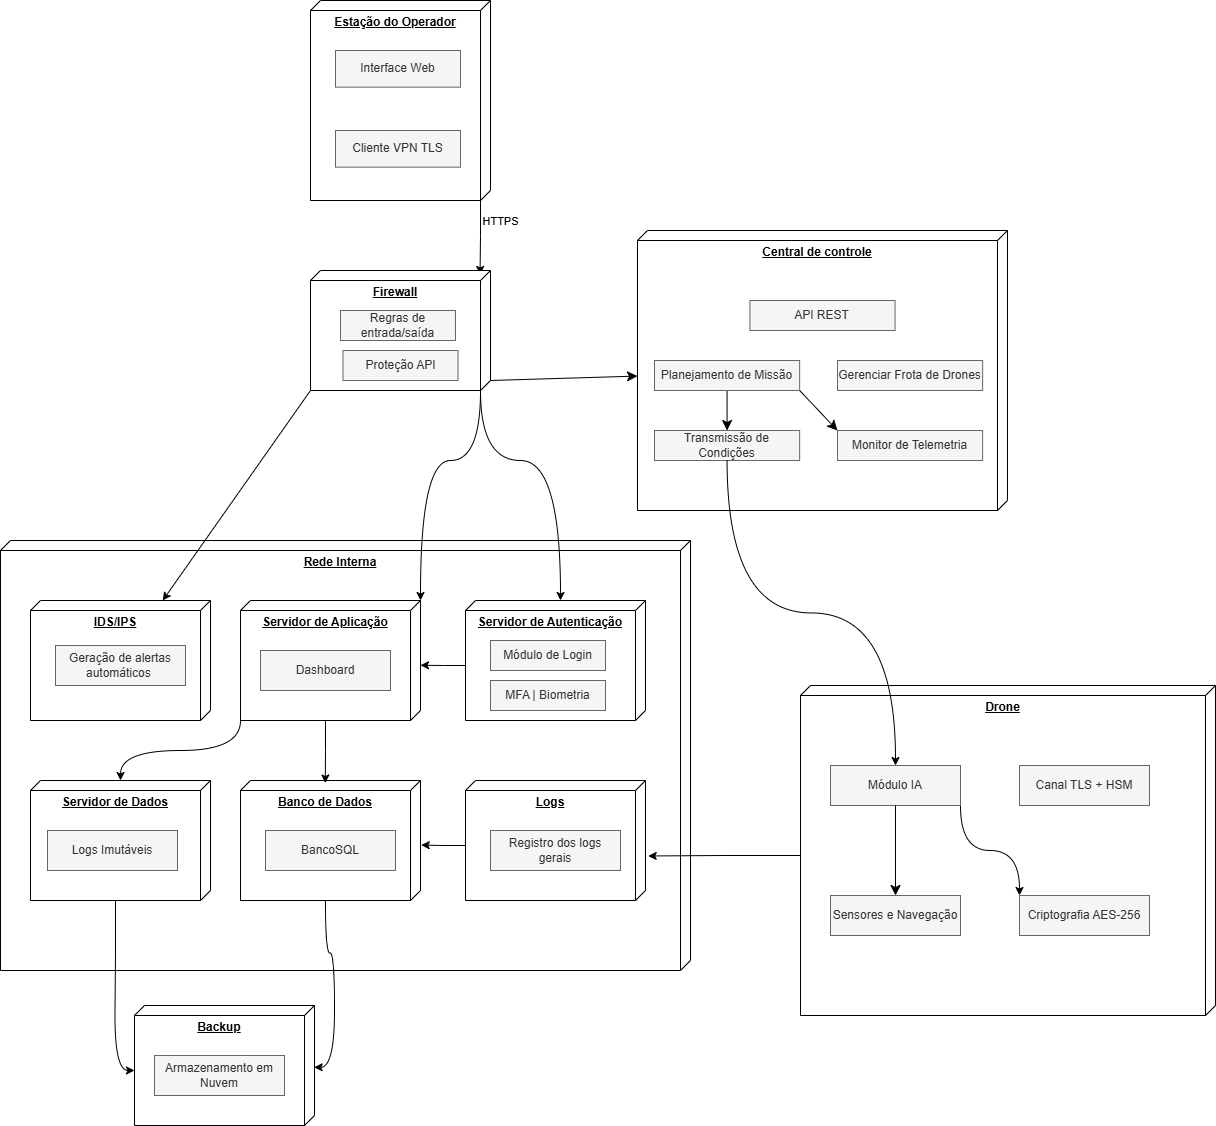 Estação do Operador
Interface Web
Cliente VPN TLS
HTTPS
Firewall
Regras de
entrada/saída
Proteção API
Central de controle
API REST
Planejamento de Missão
Gerenciar Frota de Drones
Transmissão de
Condições
Monitor de Telemetria
Rede Interna
IDS/IPS
Geração de alertas
automáticos
Servidor de Aplicação
Dashboard
Servidor de Autenticação
Módulo de Login
MFA | Biometria
Servidor de Dados
Logs Imutáveis
Banco de Dados
BancoSQL
Logs
Registro dos logs
gerais
Drone
Módulo IA
Canal TLS + HSM
Sensores e Navegação
Criptografia AES-256
Backup
Armazenamento em
Nuvem